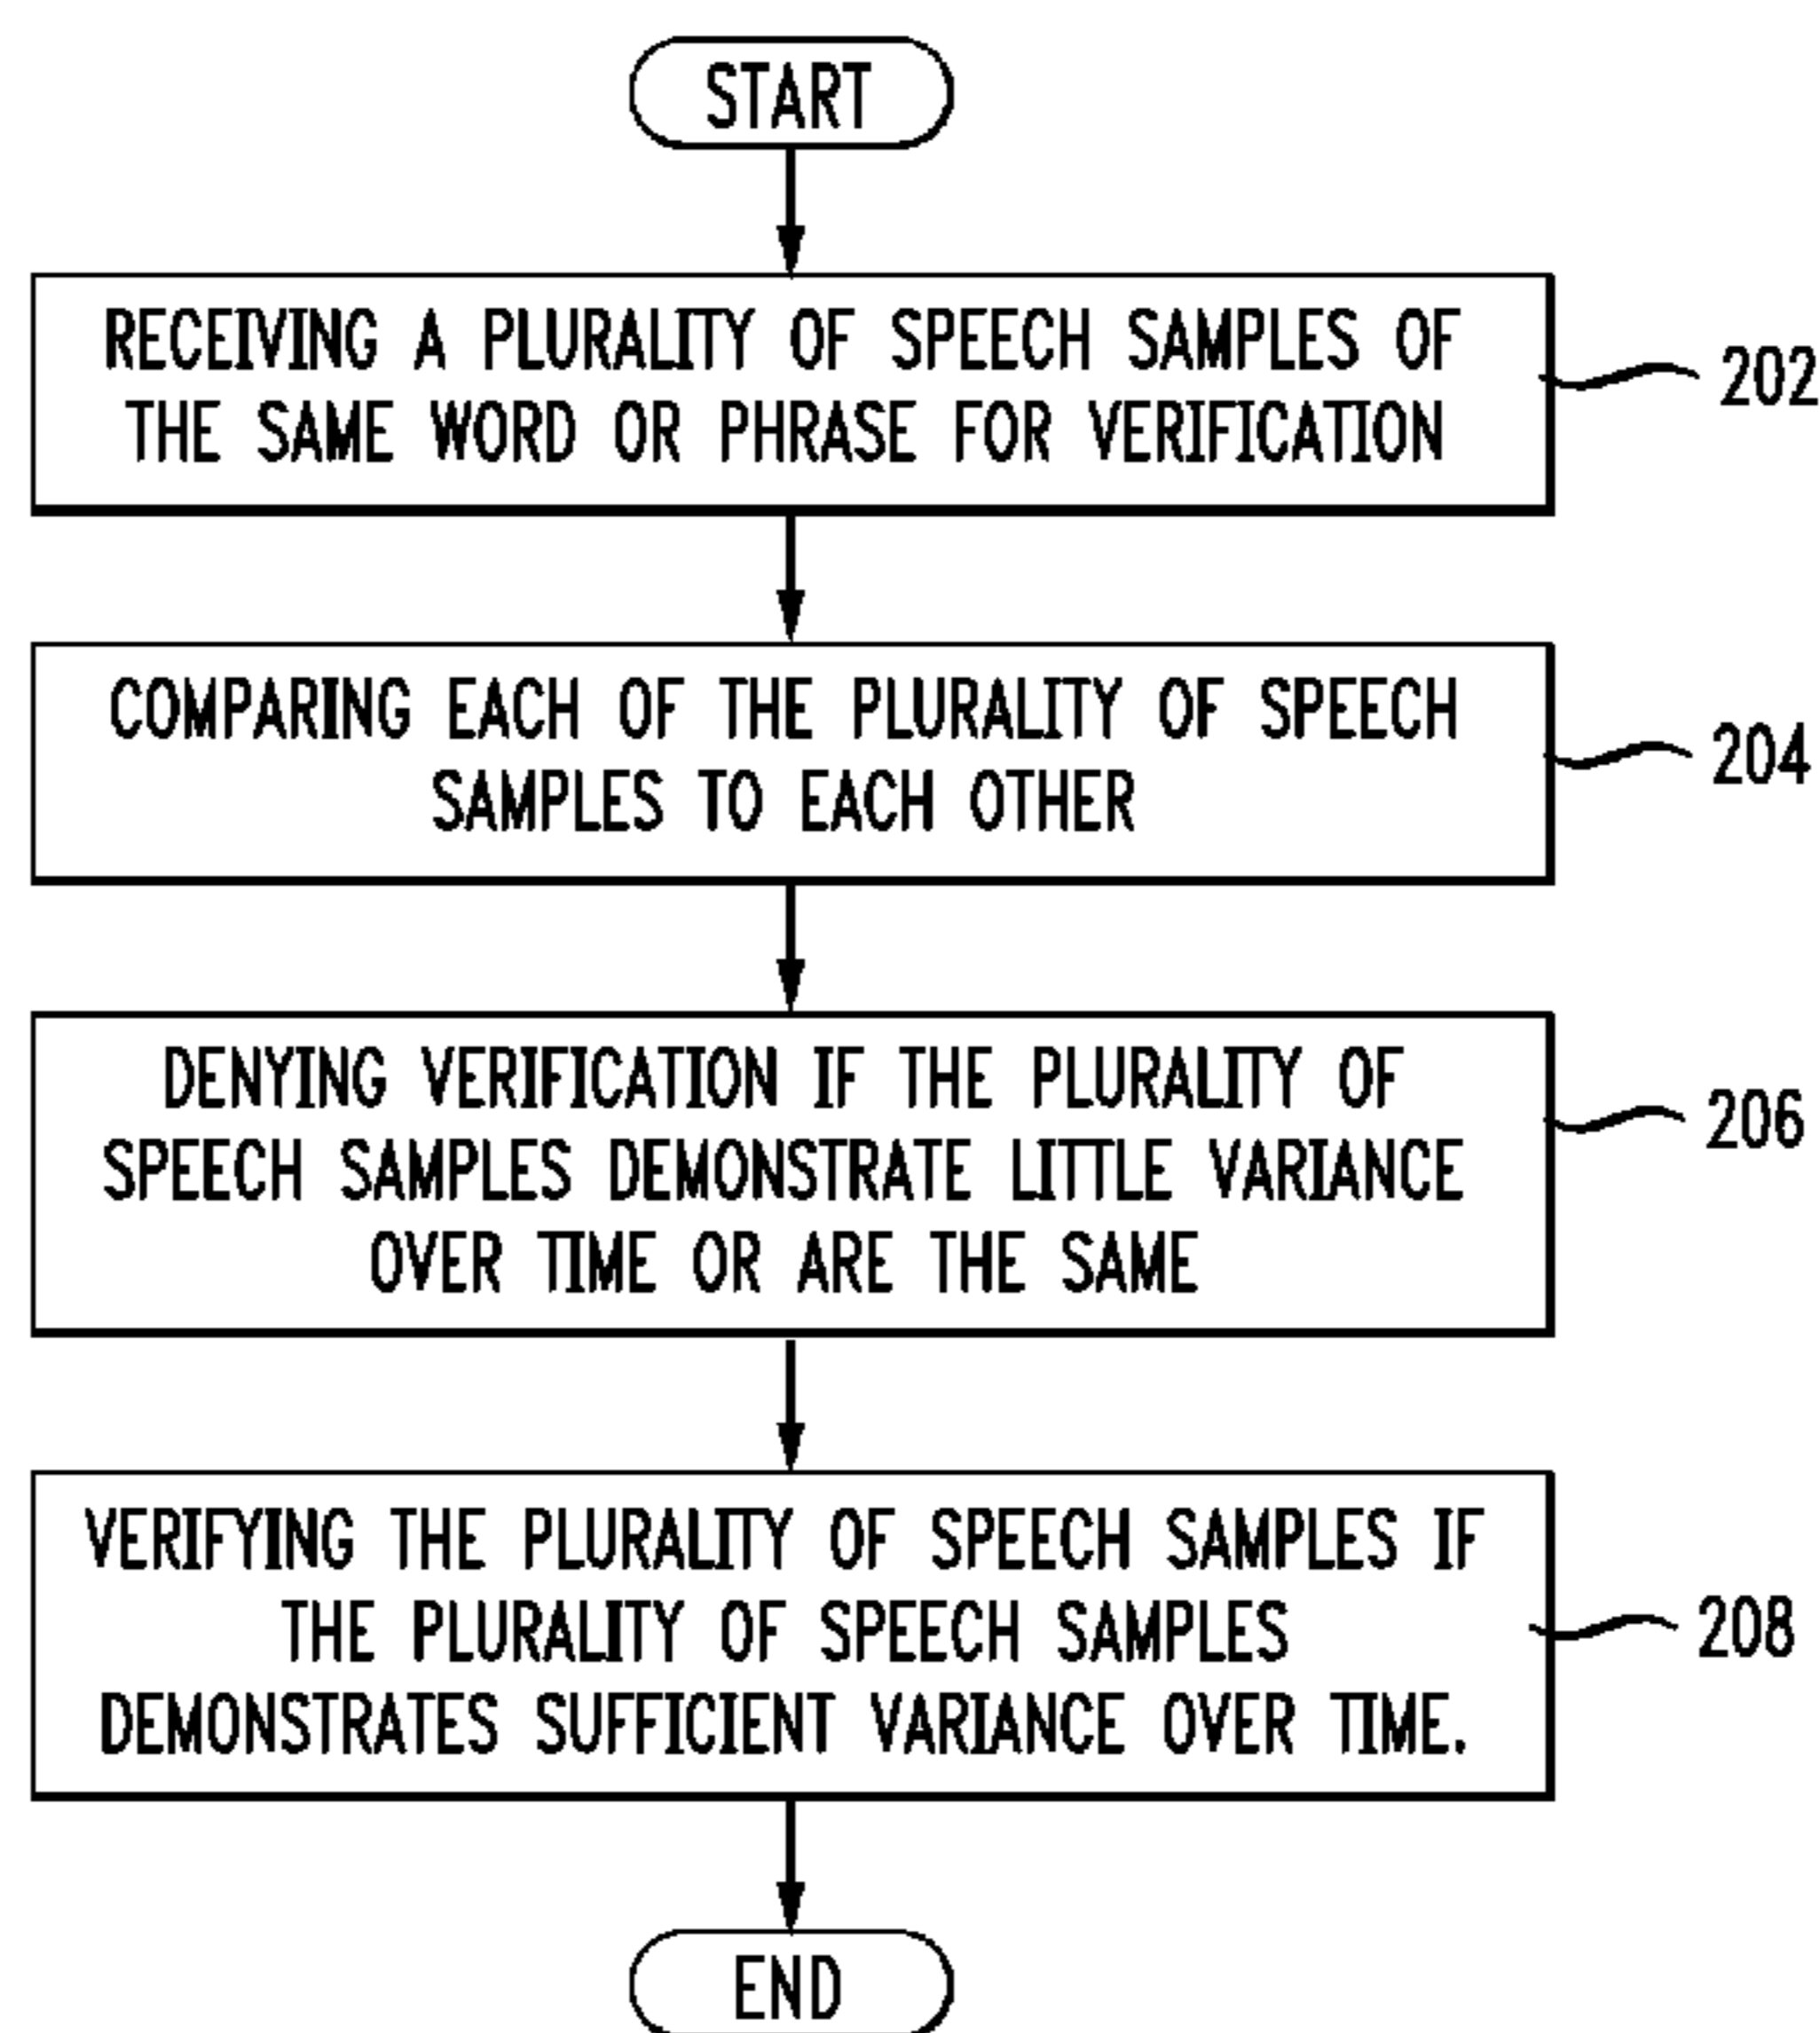 START
RECEIVING A PLURALITY OF SPEECH SAMPLES OF
THE SAME WORD OR PHRASE FOR VERIFICATION
202
COMPARING EACH OF THE PLURALITY OF SPEECH
SAMPLES TO EACH OTHER
204
DENYING VERIFICATION IF THE PLURALITY OF
SPEECH SAMPLES DEMONSTRATE LITTLE VARIANCE
OVER TIME OR ARE THE SAME
206
VERIFYING THE PLURALITY OF SPEECH SAMPLES IF
THE PLURALITY OF SPEECH SAMPLES
DEMONSTRATES SUFFICIENT VARIANCE OVER TIME.
208
END